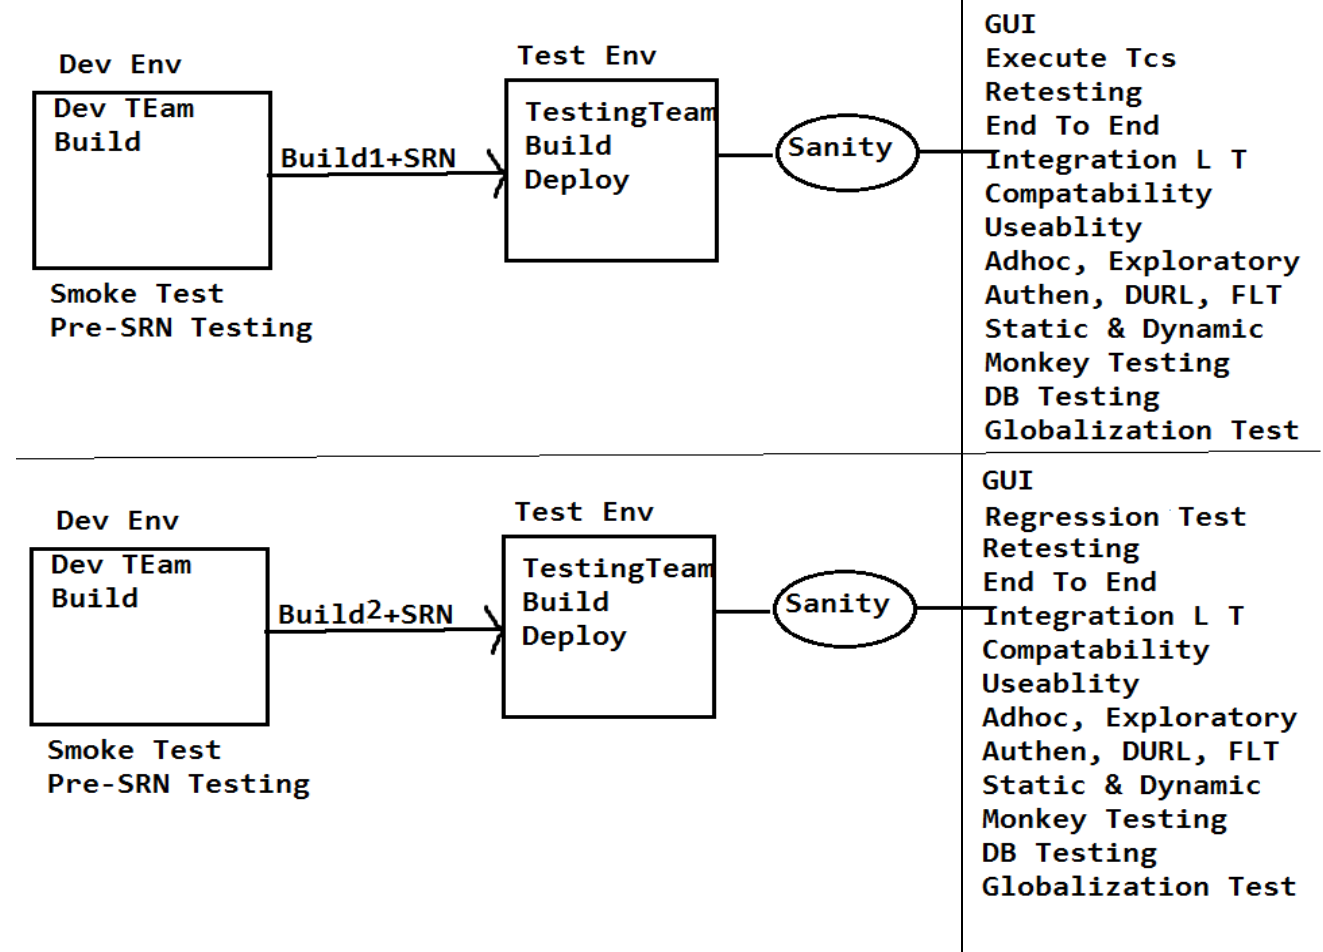 Dev Env
Dev TEam
Build
Smoke Test
Pre-SRN Testing
Build1+SRN
Test Env
TestingTeam
Build
Deploy
Sanity
GUI
Execute Tcs
Retesting
End To End
Integration L T
Compatability
Useablity
Adhoc, Exploratory
Authen, DURL, FLT
Static & Dynamic
Monkey Testing
DB Testing
Globalization Test
Dev Env
Dev TEam
Build
Smoke Test
Pre-SRN Testing
Build2+SRN
Test Env
TestingTeam
Build
Deploy
Sanity
GUI
Regression Test
Retesting
End To End
Integration L T
Compatability
Useablity
Adhoc, Exploratory
Authen, DURL, FLT
Static & Dynamic
Monkey Testing
DB Testing
Globalization Test